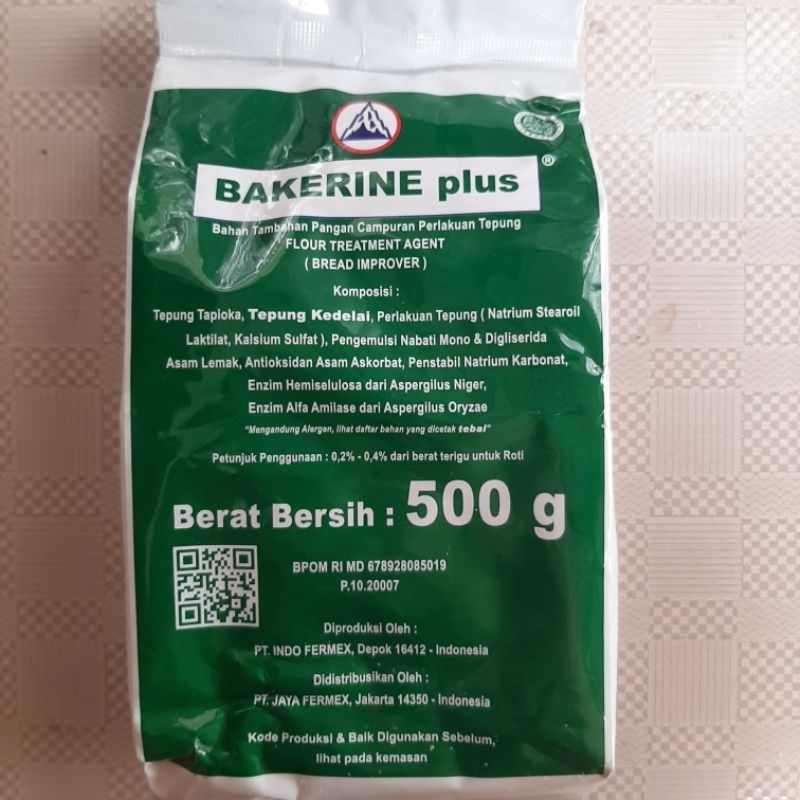 BAKERINE plus ®
Bahan Tambahan Pangan Campuran Perlakuan Tepung
FLOUR TREATMENT AGENT
( BREAD IMPROVER )
Komposisi :
Tepung Tapioka, Tepung Kedelai, Perlakuan Tepung ( Natrium Stearoil
Laktilat, Kalsium Sulfat ), Pengemulsi Nabati Mono & Digliserida
Asam Lemak, Antioksidan Asam Askorbat, Penstabil Natrium Karbonat,
Enzim Hemiselulosa dari Aspergilus Niger,
Enzim Alfa Amilase dari Aspergilus Oryzae
"Mengandung Alergen, lihat daftar bahan yang dicetak tebal"
Petunjuk Penggunaan : 0,2% - 0,4% dari berat terigu untuk Roti
Berat Bersih : 500 g
BPOM RI MD 678928085019
P.10.20007
Diproduksi Oleh :
PT. INDO FERMEX, Depok 16412 - Indonesia
Didistribusikan Oleh :
PT. JAYA FERMEX, Jakarta 14350 - Indonesia
Kode Produksi & Baik Digunakan Sebelum,
lihat pada kemasan